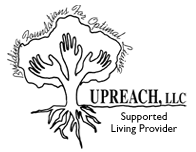 Building Foundations For Optimal Living
UPREACH, LLC
Supported
Living Provider